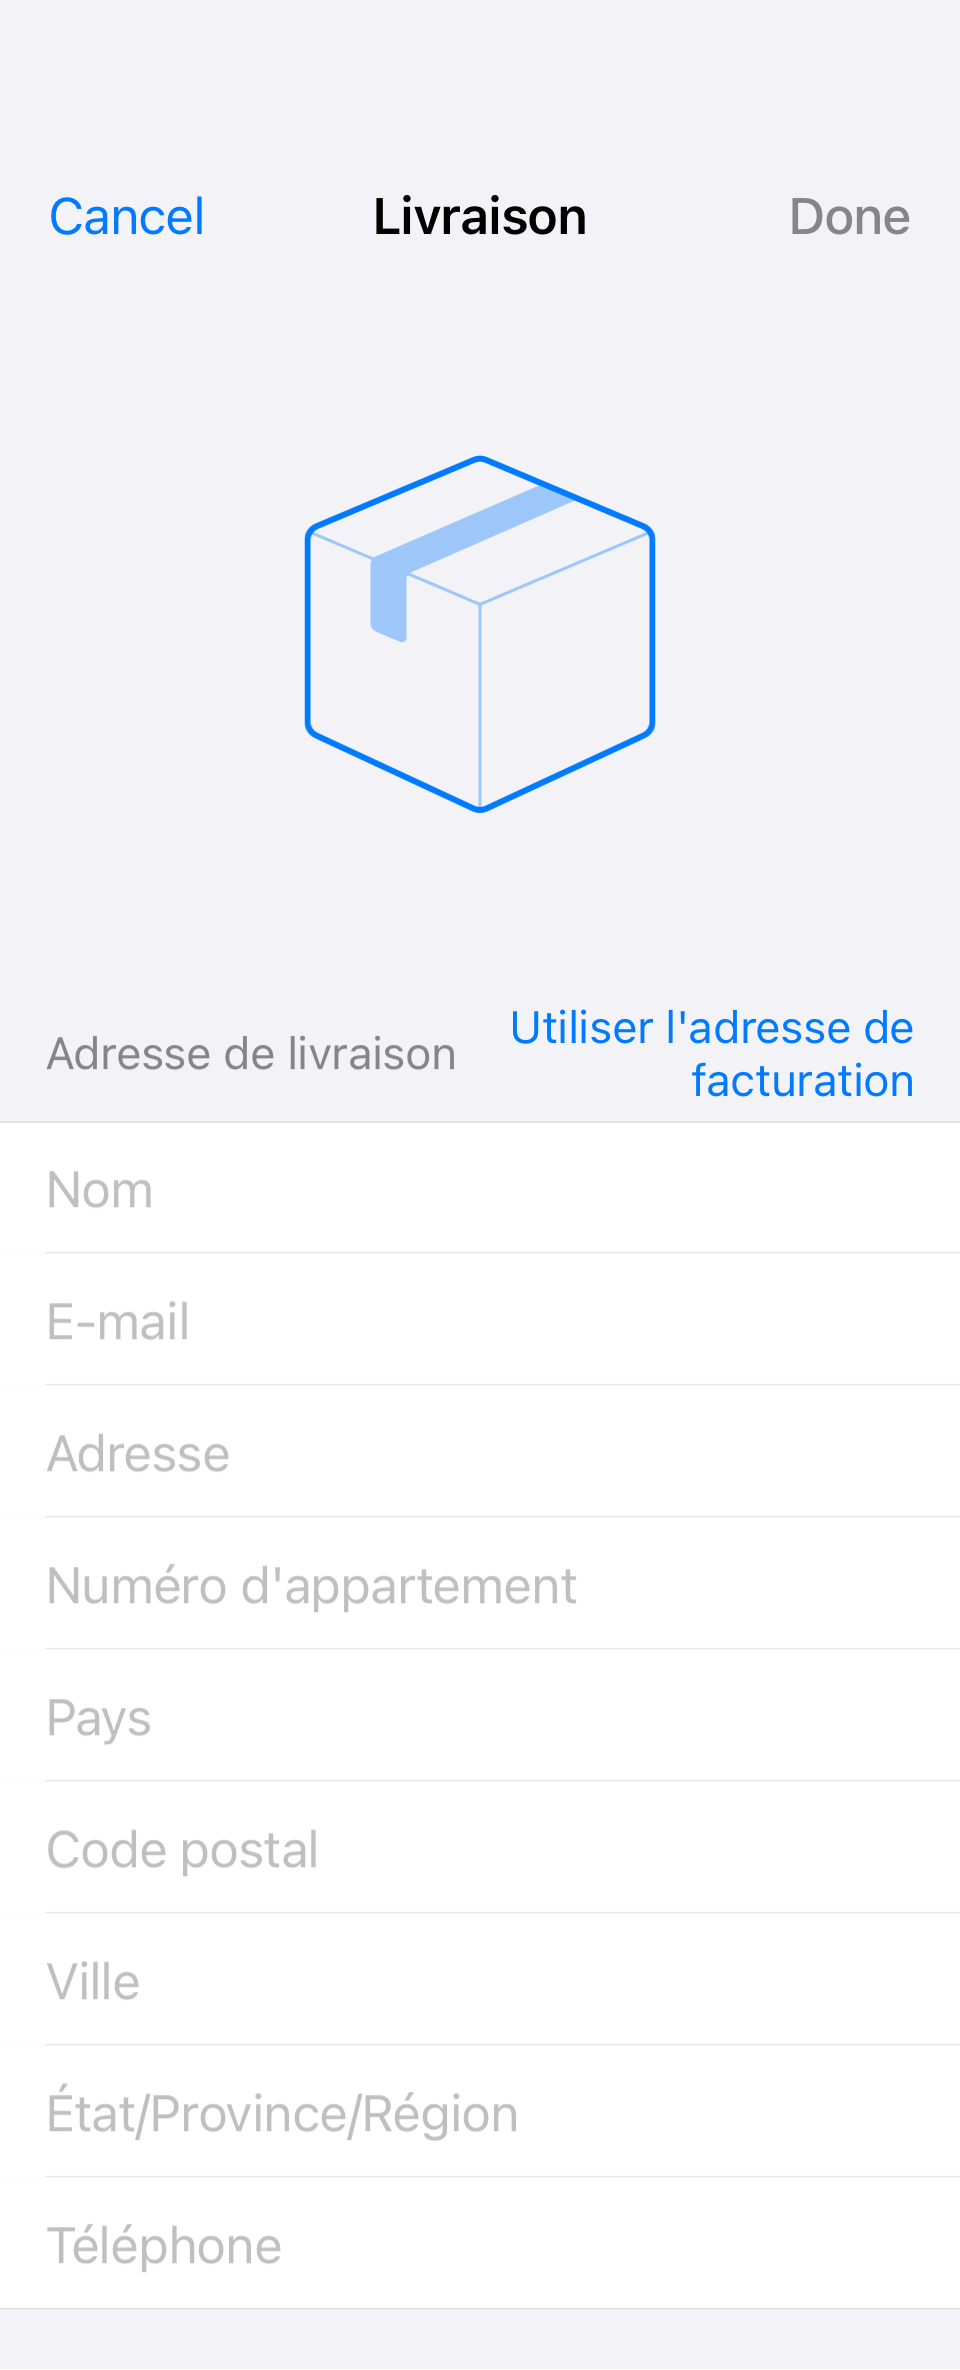 Cancel
Livraison
Done
Adresse de livraison
Utiliser l'adresse de
facturation
Nom
E-mail
Adresse
Numéro d'appartement
Pays
Code postal
Ville
État/Province/Région
Téléphone